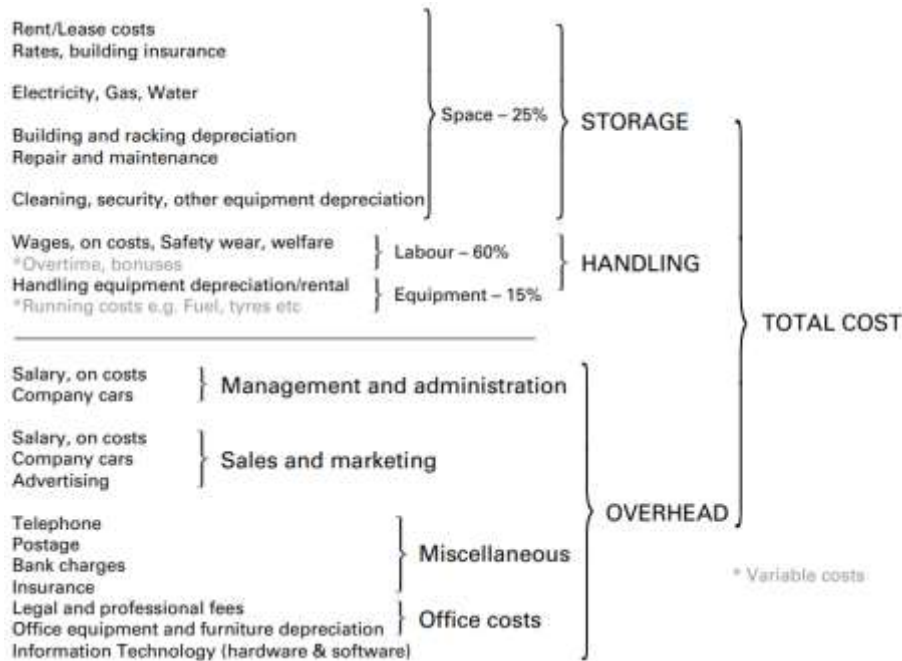 Rent/Lease costs
Rates, building insurance
Electricity, Gas, Water
Space – 25%
STORAGE
Building and racking depreciation
Repair and maintenance
Cleaning, security, other equipment depreciation
Wages, on costs, Safety wear, welfare
*Overtime, bonuses
Labour – 60%
HANDLING
Handling equipment depreciation/rental
*Running costs e.g. Fuel, tyres etc
Equipment – 15%
TOTAL COST
Salary, on costs
Company cars
Management and administration
Salary, on costs
Company cars
Advertising
Sales and marketing
OVERHEAD
Telephone
Postage
Bank charges
Insurance
Miscellaneous
* Variable costs
Legal and professional fees
Office equipment and furniture depreciation
Office costs
Information Technology (hardware & software)